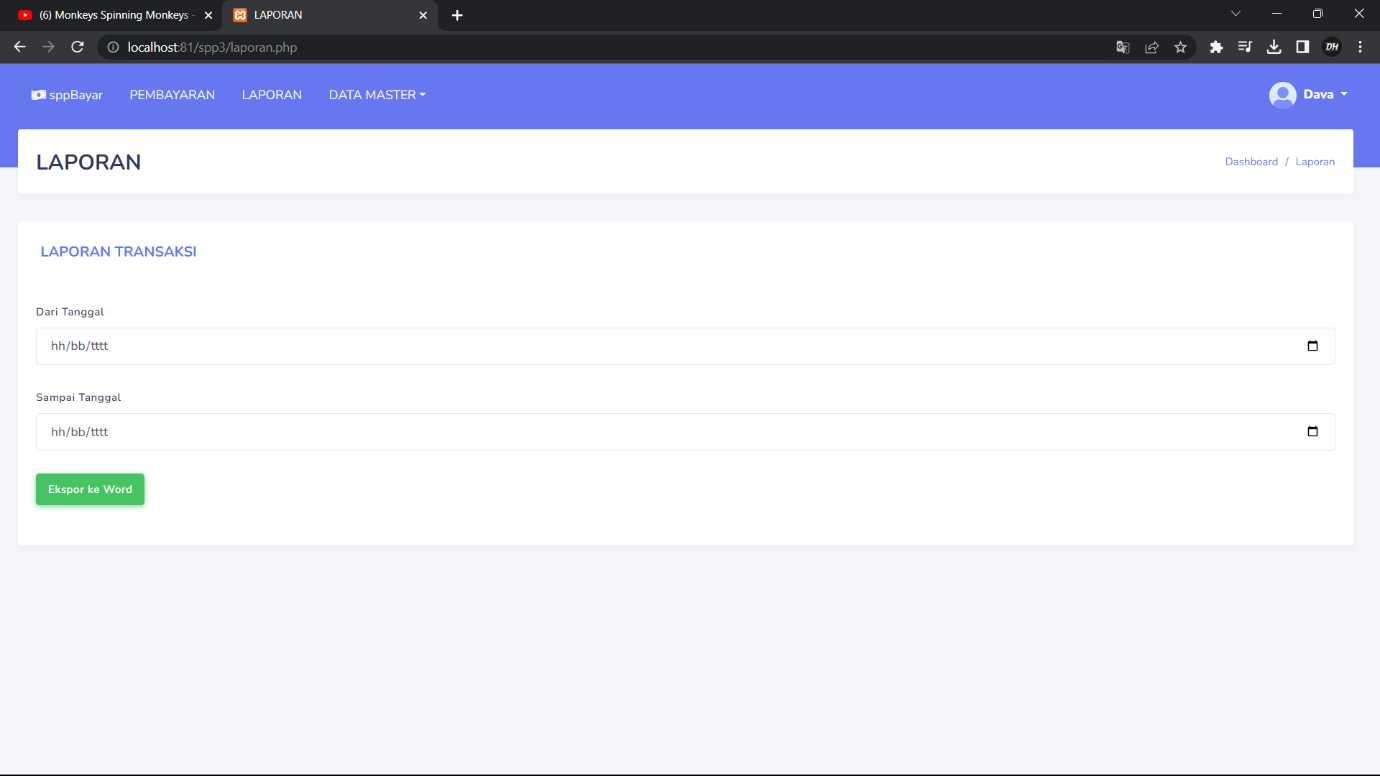 (6) Monkeys Spinning Monkeys -
LAPORAN
localhost:81/spp3/laporan.php
DH
sppBayar PEMBAYARAN LAPORAN DATA MASTER
Dava
LAPORAN
Dashboard / Laporan
LAPORAN TRANSAKSI
Dari Tanggal
hh/bb/tttt
Sampai Tanggal
hh/bb/tttt
Ekspor ke Word